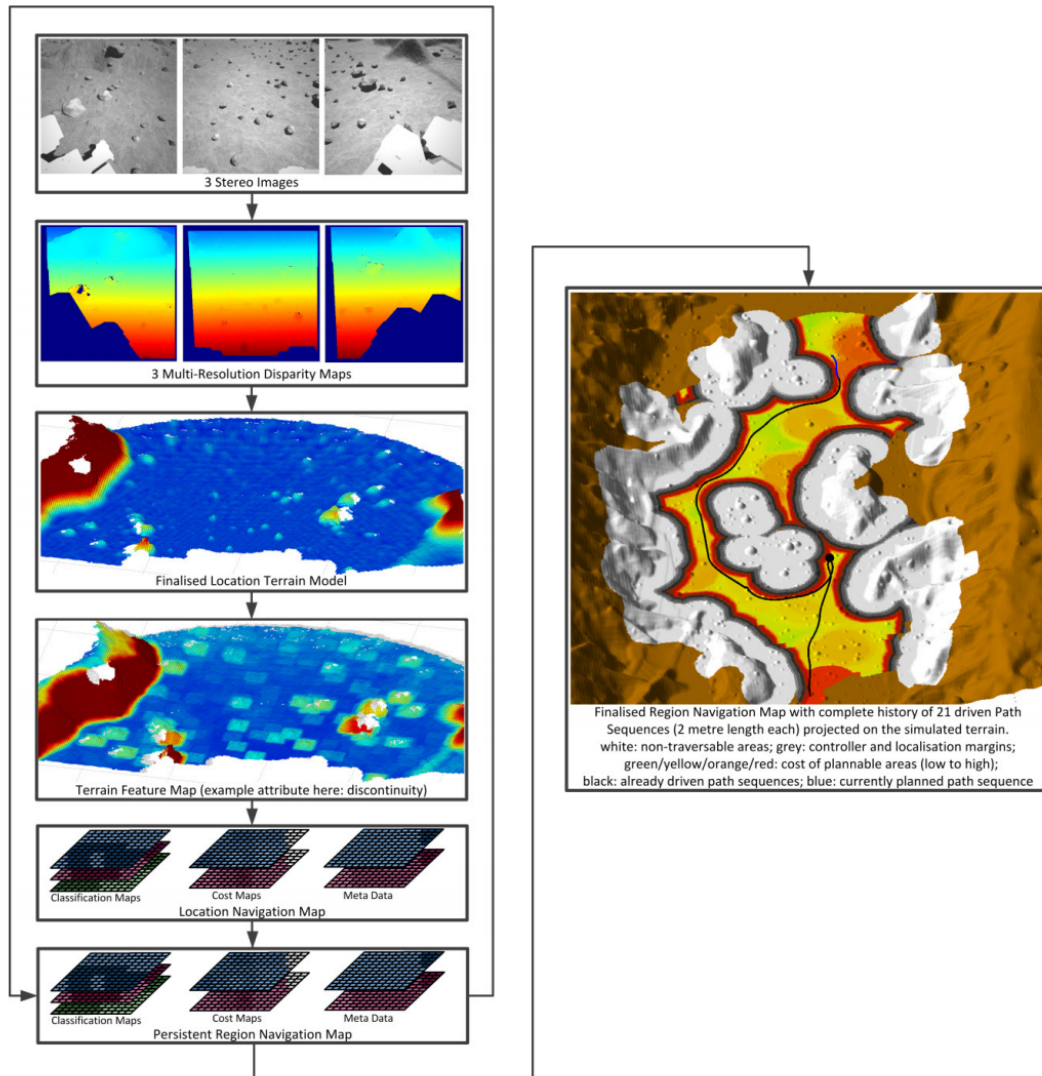 3 Stereo Images
3 Multi-Resolution Disparity Maps
Finalised Location Terrain Model
Terrain Feature Map (example attribute here: discontinuity)
Classification Maps
Cost Maps
Meta Data
Location Navigation Map
Classification Maps
Cost Maps
Meta Data
Persistent Region Navigation Map
Finalised Region Navigation Map with complete history of 21 driven Path
Sequences (2 metre length each) projected on the simulated terrain.
white: non-traversable areas; grey: controller and localisation margins;
green/yellow/orange/red: cost of plannable areas (low to high);
black: already driven path sequences; blue: currently planned path sequence